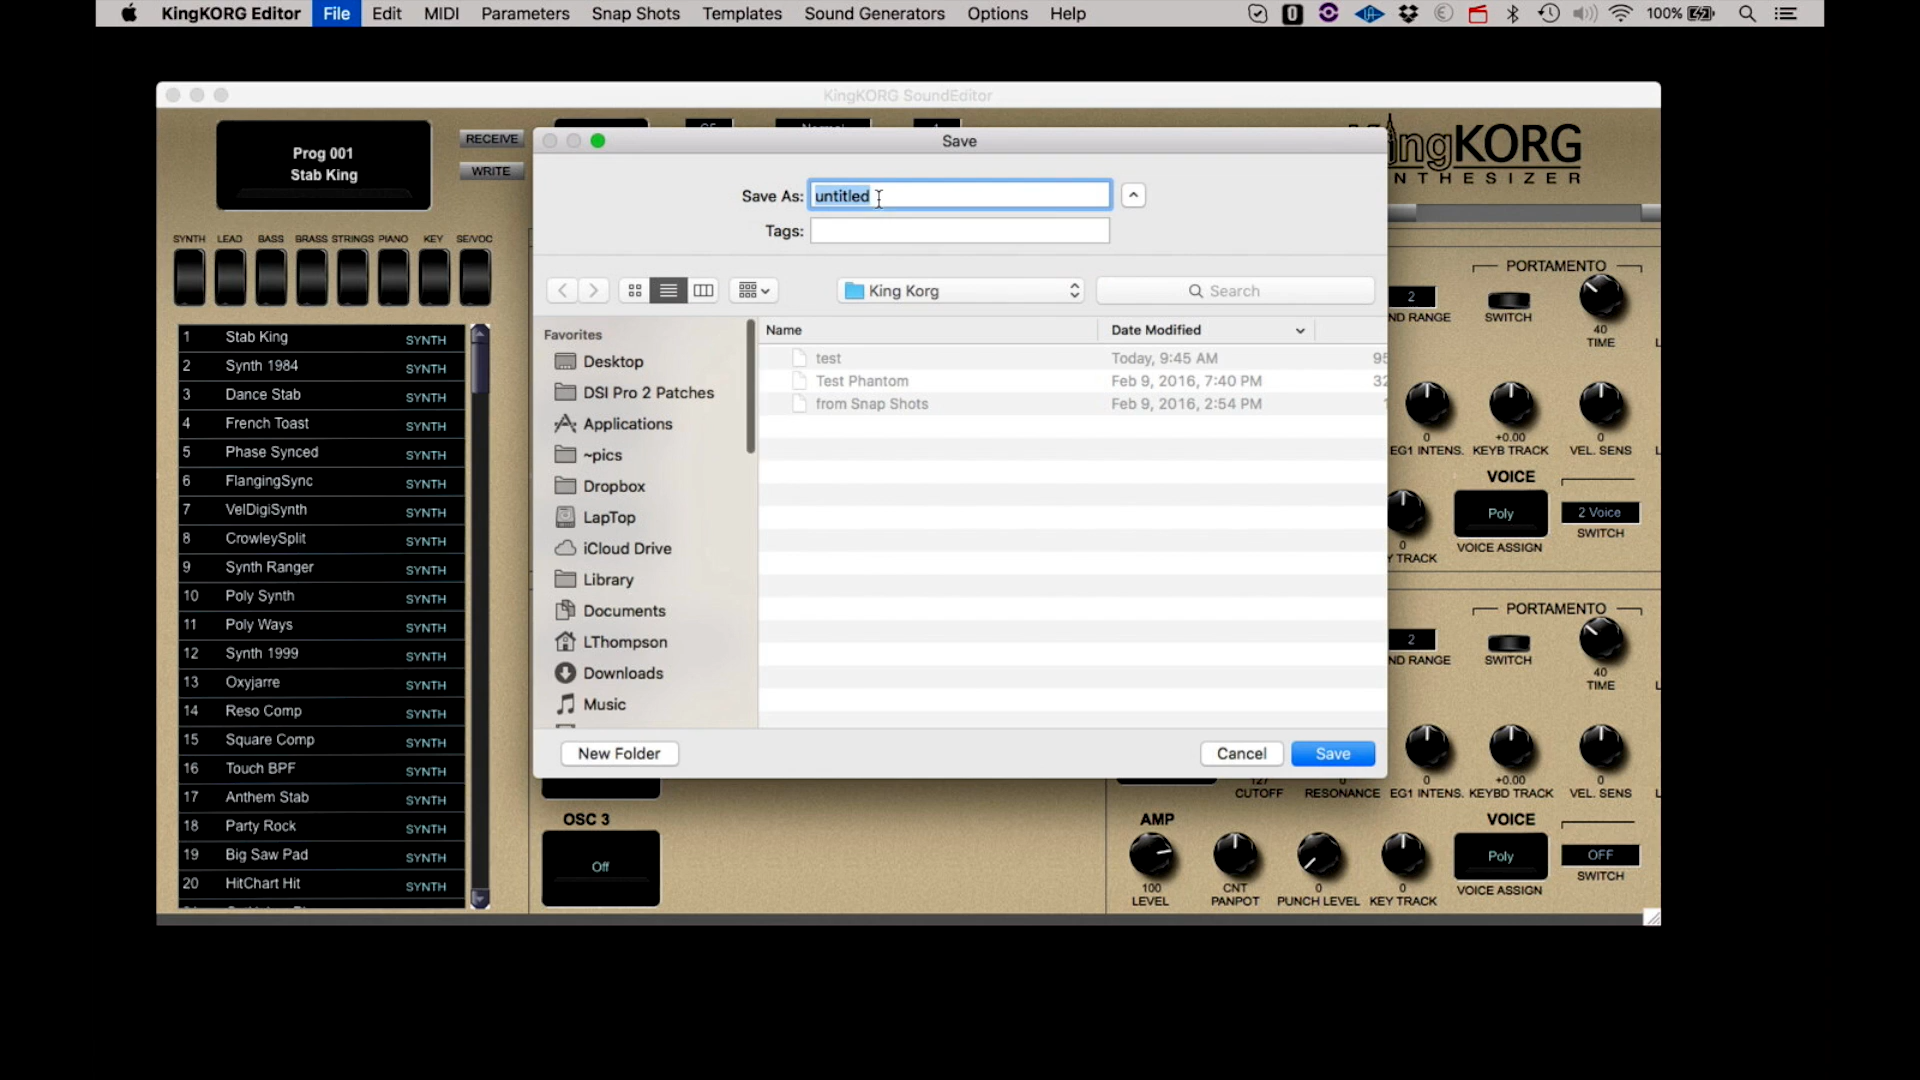 KingKORG Editor File Edit MIDI Parameters Snap Shots Templates Sound Generators Options Help 100%
KingKORG SoundEditor
Prog 001
Stab King
RECEIVE
WRITE
SYNTH LEAD BASS BRASS STRINGS PIANO KEY SE/VOC
1 Stab King SYNTH
2 Synth 1984 SYNTH
3 Dance Stab SYNTH
4 French Toast SYNTH
5 Phase Synced SYNTH
6 FlangingSync SYNTH
7 VelDigiSynth SYNTH
8 CrowleySplit SYNTH
9 Synth Ranger SYNTH
10 Poly Synth SYNTH
11 Poly Ways SYNTH
12 Synth 1999 SYNTH
13 Oxyjarre SYNTH
14 Reso Comp SYNTH
15 Square Comp SYNTH
16 Touch BPF SYNTH
17 Anthem Stab SYNTH
18 Party Rock SYNTH
19 Big Saw Pad SYNTH
20 HitChart Hit SYNTH
Save
Save As: untitled
Tags:
King Korg
Search
Favorites
Desktop
DSI Pro 2 Patches
Applications
~pics
Dropbox
LapTop
iCloud Drive
Library
Documents
LThompson
Downloads
Music
Name Date Modified
test Today, 9:45 AM 95
Test Phantom Feb 9, 2016, 7:40 PM 32
from Snap Shots Feb 9, 2016, 2:54 PM 1
New Folder Cancel Save
ngKORG
NTHESIZER
PORTAMENTO
2
ND RANGE SWITCH
40
TIME
0 +0.00 0
EG1 INTENS. KEYB TRACK VEL. SENS
VOICE
Poly 2 Voice
SWITCH
VOICE ASSIGN
0
Y TRACK
PORTAMENTO
2
ND RANGE SWITCH
40
TIME
127 0 0 +0.00 0
CUTOFF RESONANCE EG1 INTENS. KEYBD TRACK VEL. SENS
OSC 3
Off
AMP VOICE
Poly OFF
SWITCH
100 CNT 0 0
LEVEL PANPOT PUNCH LEVEL KEY TRACK VOICE ASSIGN